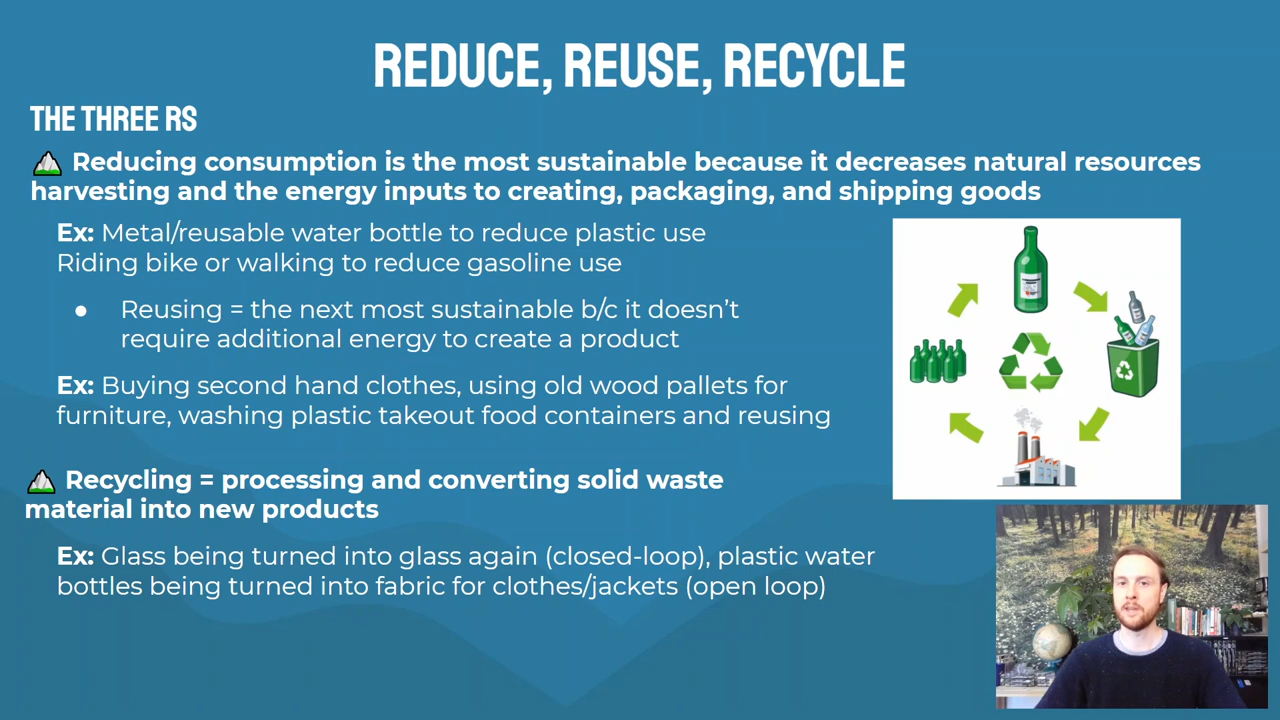 REDUCE, REUSE, RECYCLE
THE THREE RS
Reducing consumption is the most sustainable because it decreases natural resources
harvesting and the energy inputs to creating, packaging, and shipping goods
Ex: Metal/reusable water bottle to reduce plastic use
Riding bike or walking to reduce gasoline use
● Reusing = the next most sustainable b/c it doesn’t
require additional energy to create a product
Ex: Buying second hand clothes, using old wood pallets for
furniture, washing plastic takeout food containers and reusing
Recycling = processing and converting solid waste
material into new products
Ex: Glass being turned into glass again (closed-loop), plastic water
bottles being turned into fabric for clothes/jackets (open loop)